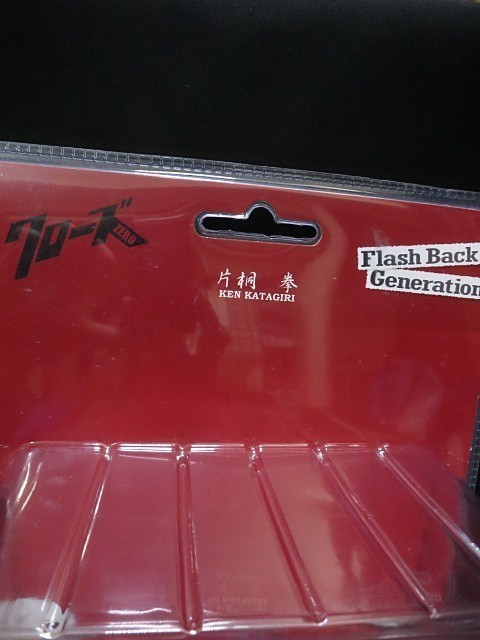 クローズ
ZERO
片桐 拳
KEN KATAGIRI
Flash Back
Generation